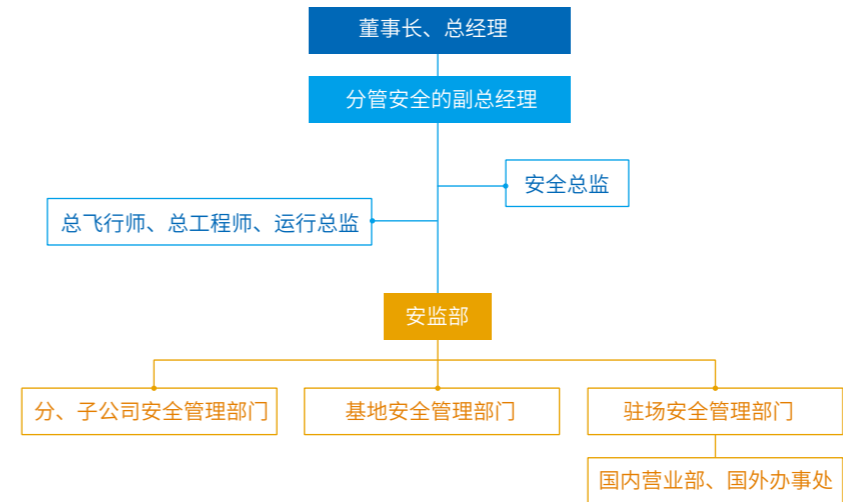 董事长、总经理
分管安全的副总经理
安全总监
总飞行师、总工程师、运行总监
安监部
分、子公司安全管理部门
基地安全管理部门
驻场安全管理部门
国内营业部、国外办事处